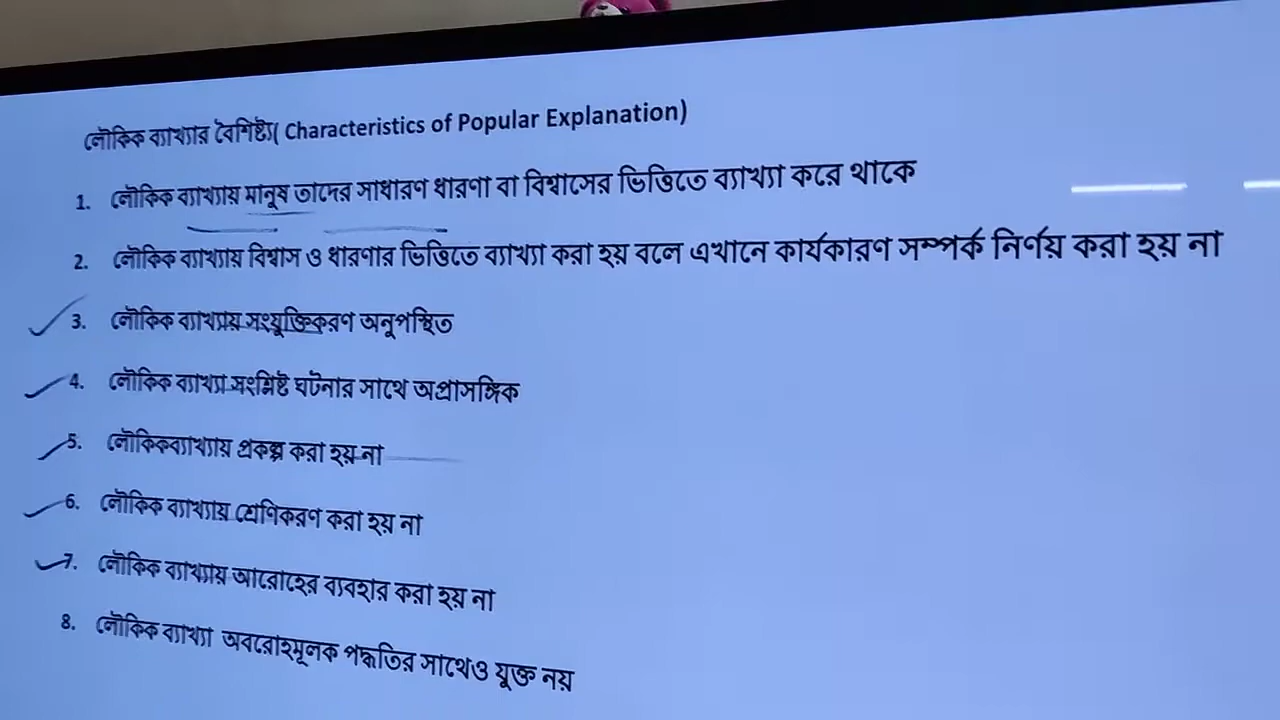 লৌকিক ব্যাখ্যার বৈশিষ্ট্য( Characteristics of Popular Explanation)
1. লৌকিক ব্যাখ্যায় মানুষ তাদের সাধারণ ধারণা বা বিশ্বাসের ভিত্তিতে ব্যাখ্যা করে থাকে
2. লৌকিক ব্যাখ্যায় বিশ্বাস ও ধারণার ভিত্তিতে ব্যাখ্যা করা হয় বলে এখানে কার্যকারণ সম্পর্ক নির্ণয় করা হয় না
3. লৌকিক ব্যাখ্যায় সংযুক্তিকরণ অনুপস্থিত
4. লৌকিক ব্যাখ্যা সংশ্লিষ্ট ঘটনার সাথে অপ্রাসঙ্গিক
5. লৌকিকব্যাখ্যায় প্রকল্প করা হয় না
6. লৌকিক ব্যাখ্যায় শ্রেণিকরণ করা হয় না
7. লৌকিক ব্যাখ্যায় আরোহের ব্যবহার করা হয় না
8. লৌকিক ব্যাখ্যা অবরোহমূলক পদ্ধতির সাথেও যুক্ত নয়